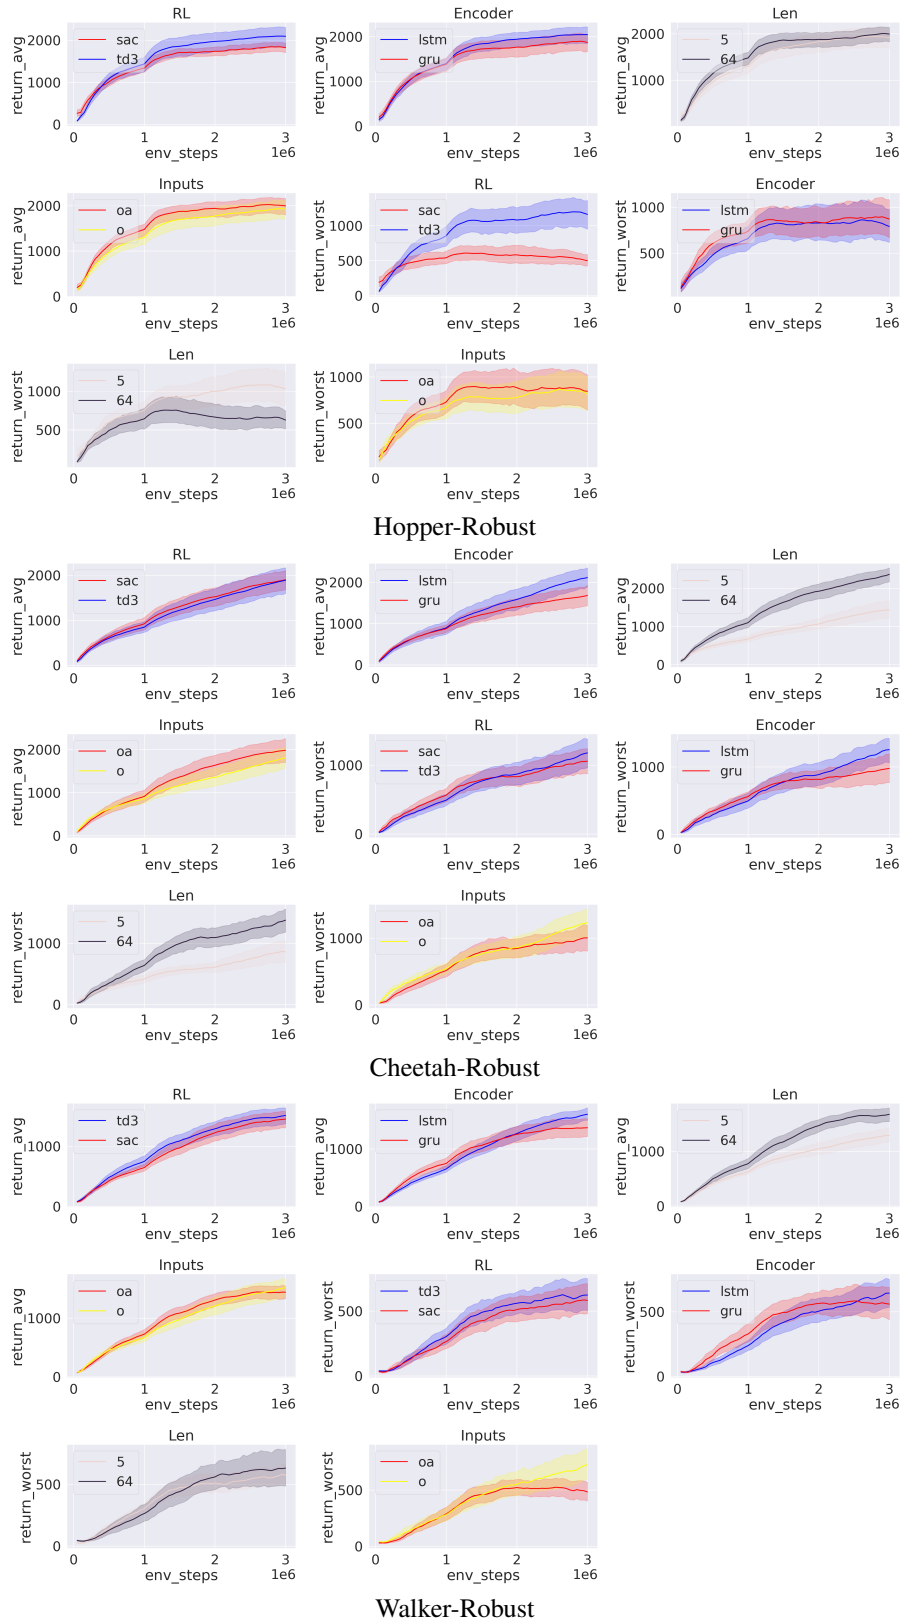 RL Encoder Len
return_avg 2000 1000 0 sac td3 0 1 2 3 env_steps 1e6
return_avg 2000 1000 0 lstm gru 0 1 2 3 env_steps 1e6
return_avg 2000 1000 5 64 0 1 2 3 env_steps 1e6
Inputs RL Encoder
return_avg 2000 1000 0 oa o 0 1 2 3 env_steps 1e6
return_worst 1000 500 0 sac td3 0 1 2 3 env_steps 1e6
return_worst 1000 500 lstm gru 0 1 2 3 env_steps 1e6
Len Inputs
return_worst 1000 500 5 64 0 1 2 3 env_steps 1e6
return_worst 1000 500 oa o 0 1 2 3 env_steps 1e6
Hopper-Robust
RL Encoder Len
return_avg 2000 1000 0 sac td3 0 1 2 3 env_steps 1e6
return_avg 2000 1000 0 lstm gru 0 1 2 3 env_steps 1e6
return_avg 2000 1000 0 5 64 0 1 2 3 env_steps 1e6
Inputs RL Encoder
return_avg 2000 1000 0 oa o 0 1 2 3 env_steps 1e6
return_worst 1000 0 sac td3 0 1 2 3 env_steps 1e6
return_worst 1000 0 lstm gru 0 1 2 3 env_steps 1e6
Len Inputs
return_worst 1000 0 5 64 0 1 2 3 env_steps 1e6
return_worst 1000 0 oa o 0 1 2 3 env_steps 1e6
Cheetah-Robust
RL Encoder Len
return_avg 1000 0 td3 sac 0 1 2 3 env_steps 1e6
return_avg 1000 0 lstm gru 0 1 2 3 env_steps 1e6
return_avg 1000 0 5 64 0 1 2 3 env_steps 1e6
Inputs RL Encoder
return_avg 1000 0 oa o 0 1 2 3 env_steps 1e6
return_worst 500 0 td3 sac 0 1 2 3 env_steps 1e6
return_worst 500 0 lstm gru 0 1 2 3 env_steps 1e6
Len Inputs
return_worst 500 0 5 64 0 1 2 3 env_steps 1e6
return_worst 500 0 oa o 0 1 2 3 env_steps 1e6
Walker-Robust